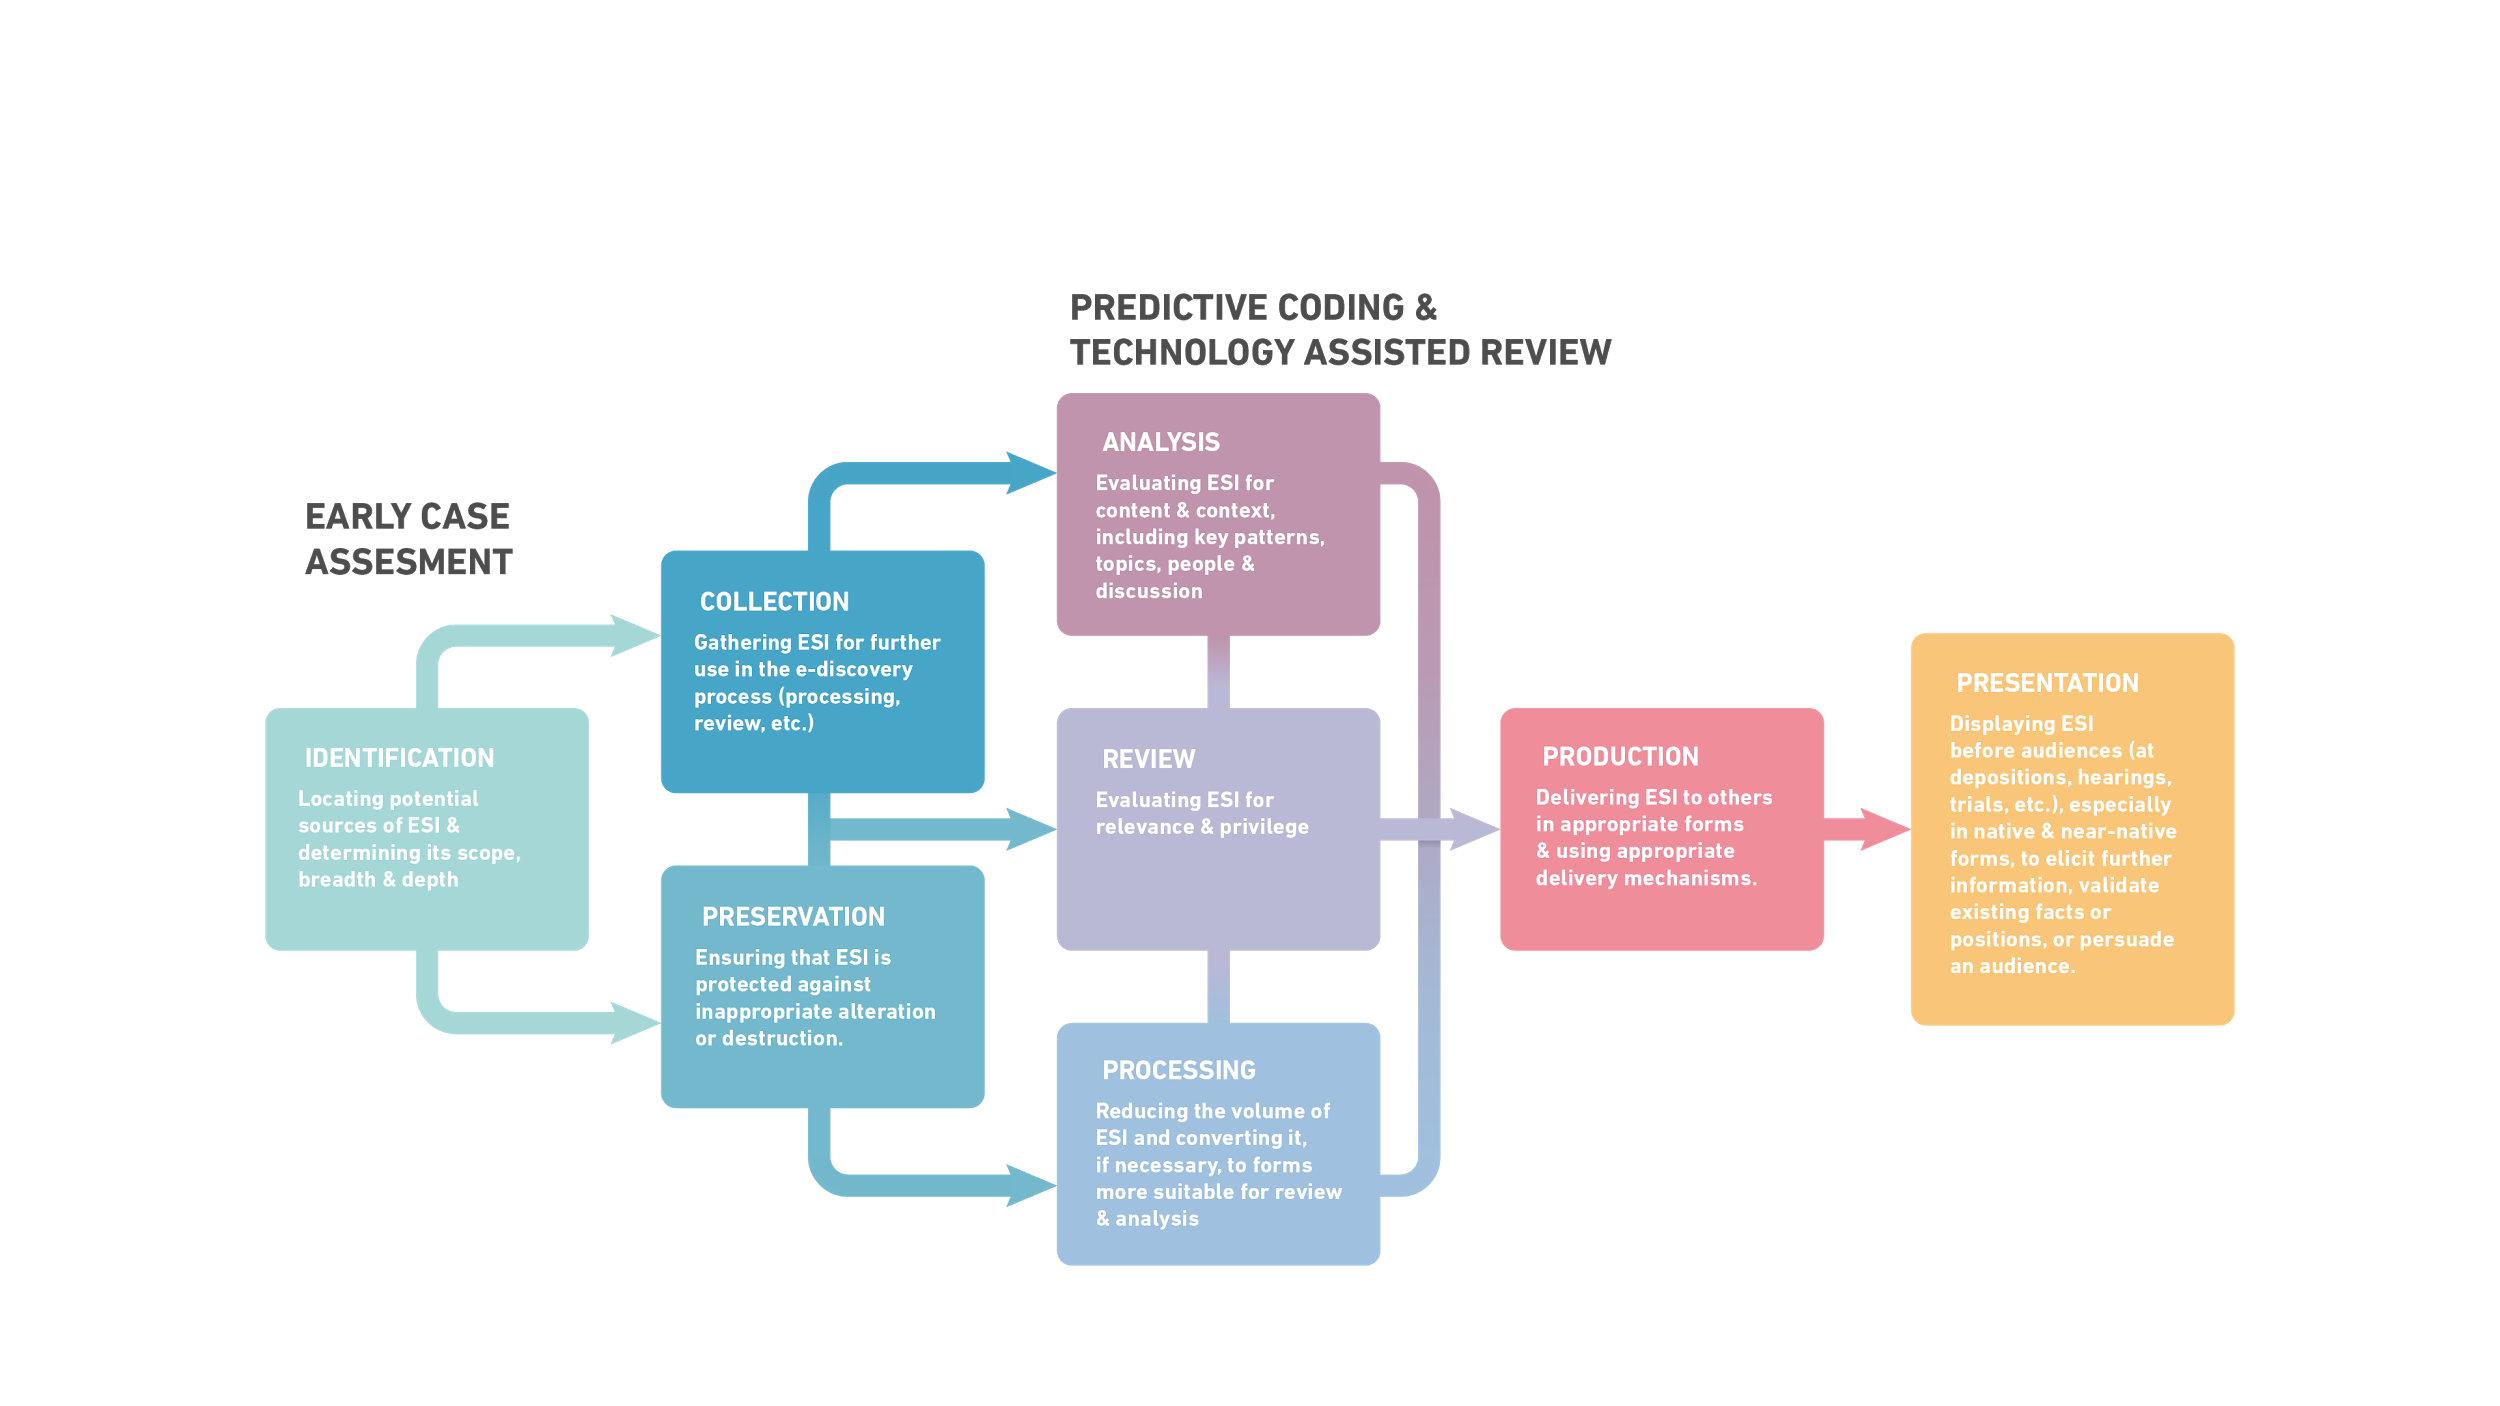 PREDICTIVE CODING &
TECHNOLOGY ASSISTED REVIEW
EARLY CASE
ASSESMENT
IDENTIFICATION
Locating potential
sources of ESI &
determining its scope,
breadth & depth
COLLECTION
Gathering ESI for further
use in the e-discovery
process (processing,
review, etc.)
PRESERVATION
Ensuring that ESI is
protected against
inappropriate alteration
or destruction.
ANALYSIS
Evaluating ESI for
content & context,
including key patterns,
topics, people &
discussion
REVIEW
Evaluating ESI for
relevance & privilege
PROCESSING
Reducing the volume of
ESI and converting it,
if necessary, to forms
more suitable for review
& analysis
PRODUCTION
Delivering ESI to others
in appropriate forms
& using appropriate
delivery mechanisms.
PRESENTATION
Displaying ESI
before audiences (at
depositions, hearings,
trials, etc.), especially
in native & near-native
forms, to elicit further
information, validate
existing facts or
positions, or persuade
an audience.